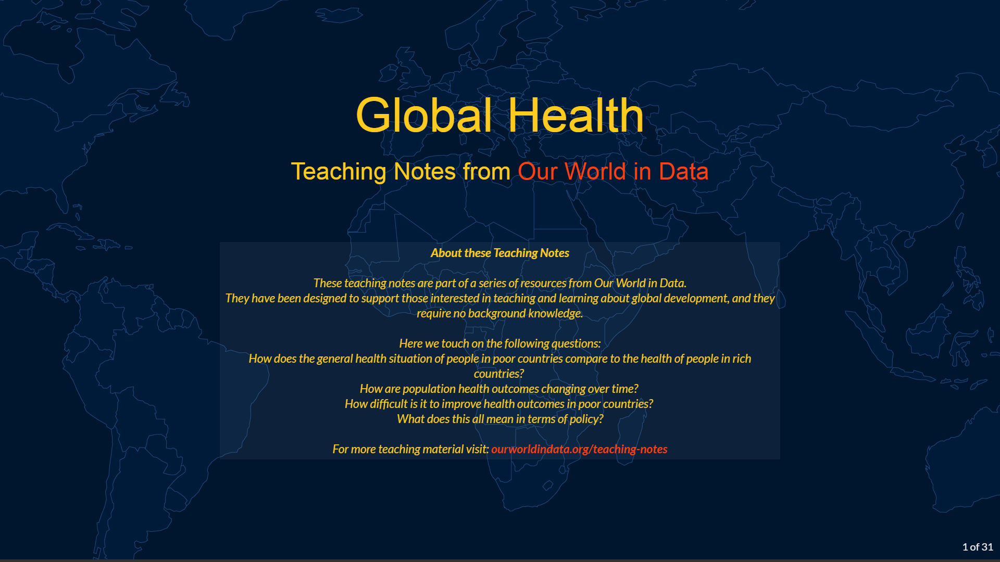 Global Health
Teaching Notes from Our World in Data
About these Teaching Notes
These teaching notes are part of a series of resources from Our World in Data.
They have been designed to support those interested in teaching and learning about global development, and they
require no background knowledge.
Here we touch on the following questions:
How does the general health situation of people in poor countries compare to the health of people in rich
countries?
How are population health outcomes changing over time?
How difficult is it to improve health outcomes in poor countries?
What does this all mean in terms of policy?
For more teaching material visit: ourworldindata.org/teaching-notes
1 of 31